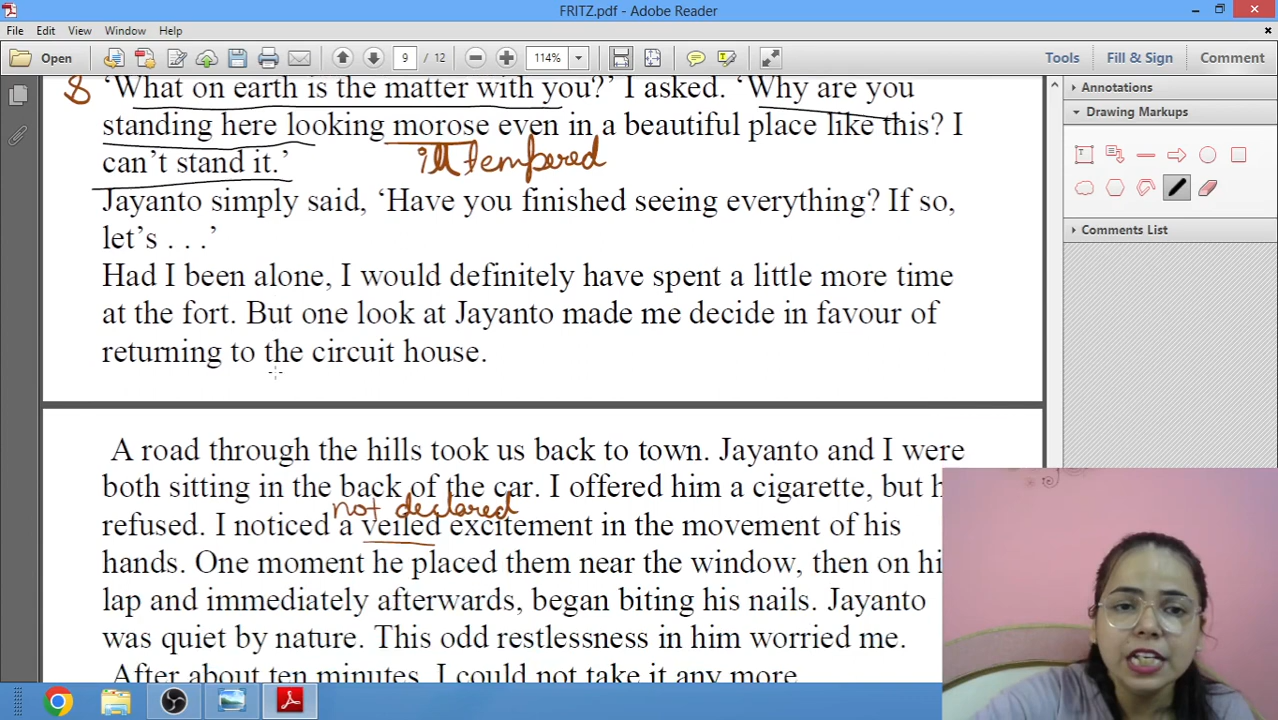 FRITZ.pdf - Adobe Reader
File Edit View Window Help
Open 9 / 12 114% Tools Fill & Sign Comment
8 ‘What on earth is the matter with you?’ I asked. ‘Why are you
standing here looking morose even in a beautiful place like this? I
can’t stand it.’ ill tempered
Jayanto simply said, ‘Have you finished seeing everything? If so,
let’s . . .’
Had I been alone, I would definitely have spent a little more time
at the fort. But one look at Jayanto made me decide in favour of
returning to the circuit house.
A road through the hills took us back to town. Jayanto and I were
both sitting in the back of the car. I offered him a cigarette, but h
not declared
refused. I noticed a veiled excitement in the movement of his
hands. One moment he placed them near the window, then on hi
lap and immediately afterwards, began biting his nails. Jayanto
was quiet by nature. This odd restlessness in him worried me.
After about ten minutes, I could not take it any more
Annotations
Drawing Markups
T T
Comments List